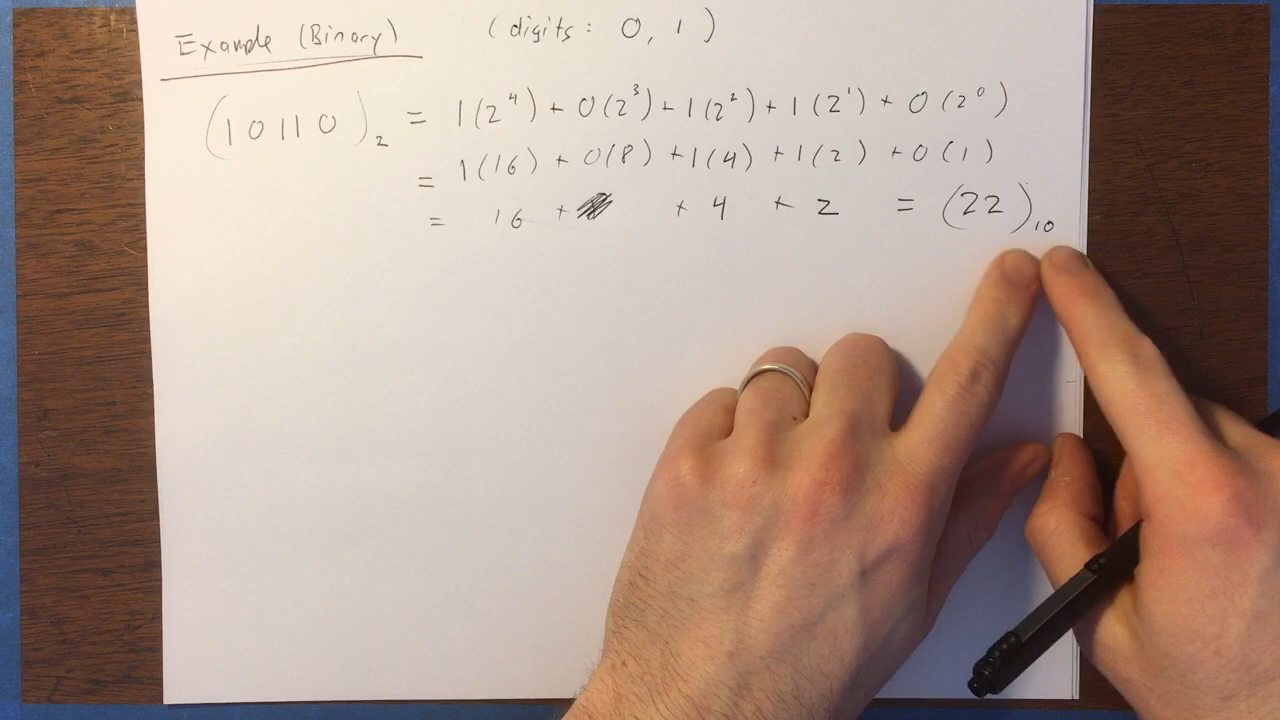 Example (Binary) (digits: 0, 1)
(10110)₂ = 1(2⁴) + 0(2³) + 1(2²) + 1(2¹) + 0(2⁰)
= 1(16) + 0(8) + 1(4) + 1(2) + 0(1)
= 16 + + 4 + 2 = (22)₁₀